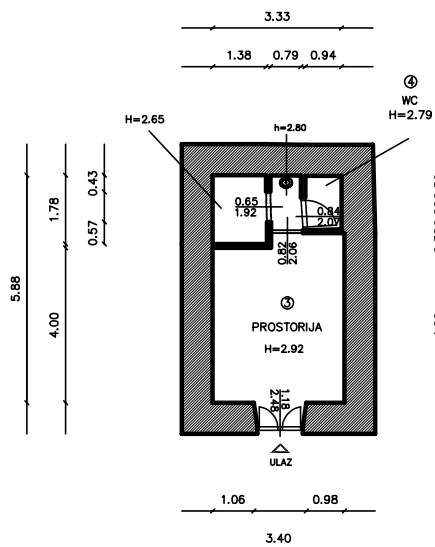 3.33
1.38 0.79 0.94
④
WC
H=2.79
H=2.65
h=2.80
0.43
1.78
0.57
5.88
4.00
0.65
1.92
0.84
2.07
0.82
2.06
③
PROSTORIJA
H=2.92
1.18
2.48
ULAZ
1.06 0.98
3.40